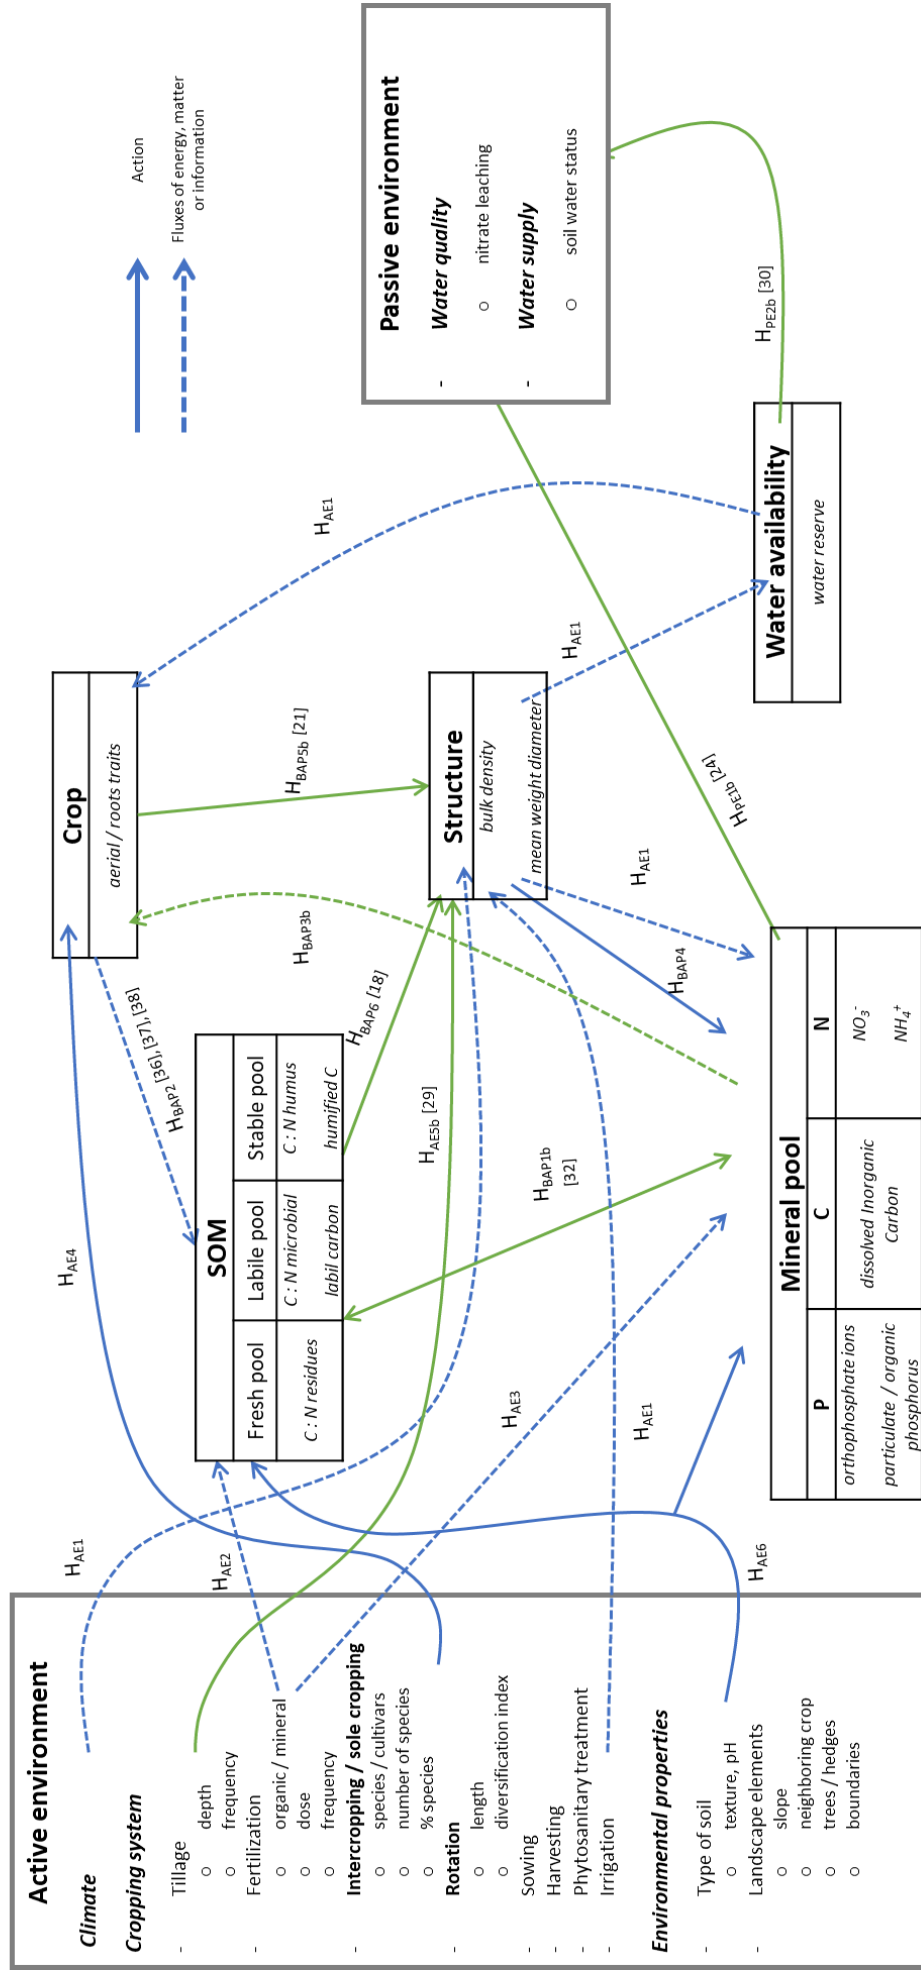 Active environment
Climate
Cropping system
- Tillage
○ depth
○ frequency
- Fertilization
○ organic / mineral
○ dose
○ frequency
- Intercropping / sole cropping
○ species / cultivars
○ number of species
○ % species
- Rotation
○ length
○ diversification index
- Sowing
- Harvesting
- Phytosanitary treatment
- Irrigation
Environmental properties
- Type of soil
○ texture, pH
- Landscape elements
○ slope
○ neighboring crop
○ trees / hedges
○ boundaries
HAE1
HAE2
HAE4
HAE3
HAE1
HAE6
SOM
Fresh pool
Labile pool
Stable pool
C : N residues
C : N microbial
labil carbon
C : N humus
humified C
HBAP2 [36], [37], [38]
HBAP6 [18]
HAE5b [29]
HBAP1b
[32]
HBAP3b
Crop
aerial / roots traits
HBAP5b [21]
Structure
bulk density
mean weight diameter
HBAP4
HAE1
HAE1
HAE1
Mineral pool
P
C
N
orthophosphate ions
particulate / organic
phosphorus
dissolved Inorganic
Carbon
NO3-
NH4+
HPE1b [24]
Water availability
water reserve
HPE2b [30]
Passive environment
- Water quality
○ nitrate leaching
- Water supply
○ soil water status
Action
Fluxes of energy, matter
or information